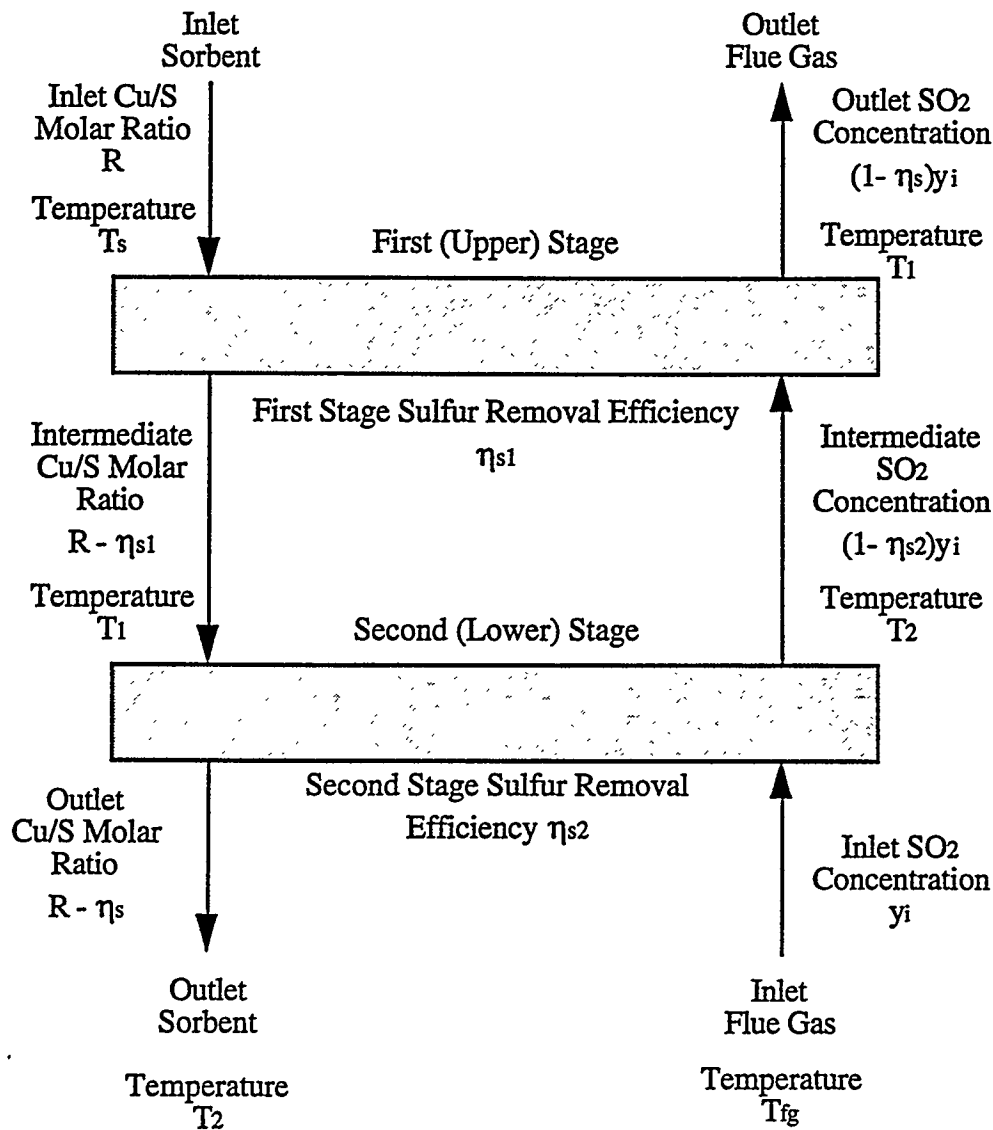 Inlet
Sorbent
Outlet
Flue Gas
Inlet Cu/S
Molar Ratio
R
Outlet SO2
Concentration
(1- ηs)yi
Temperature
Ts
First (Upper) Stage
Temperature
T1
First Stage Sulfur Removal Efficiency
ηs1
Intermediate
Cu/S Molar
Ratio
R - ηs1
Intermediate
SO2
Concentration
(1- ηs2)yi
Temperature
T1
Second (Lower) Stage
Temperature
T2
Second Stage Sulfur Removal
Efficiency ηs2
Outlet
Cu/S Molar
Ratio
R - ηs
Inlet SO2
Concentration
yi
Outlet
Sorbent
Inlet
Flue Gas
Temperature
T2
Temperature
Tfg